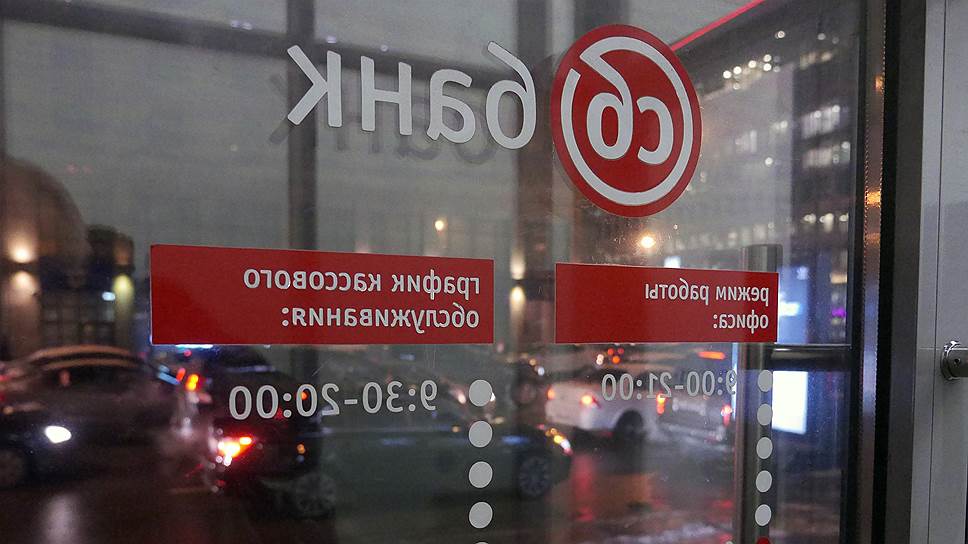 сб банк
режим работы
офиса:
9:00-21:00
график кассового
обслуживания:
9:30-20:00